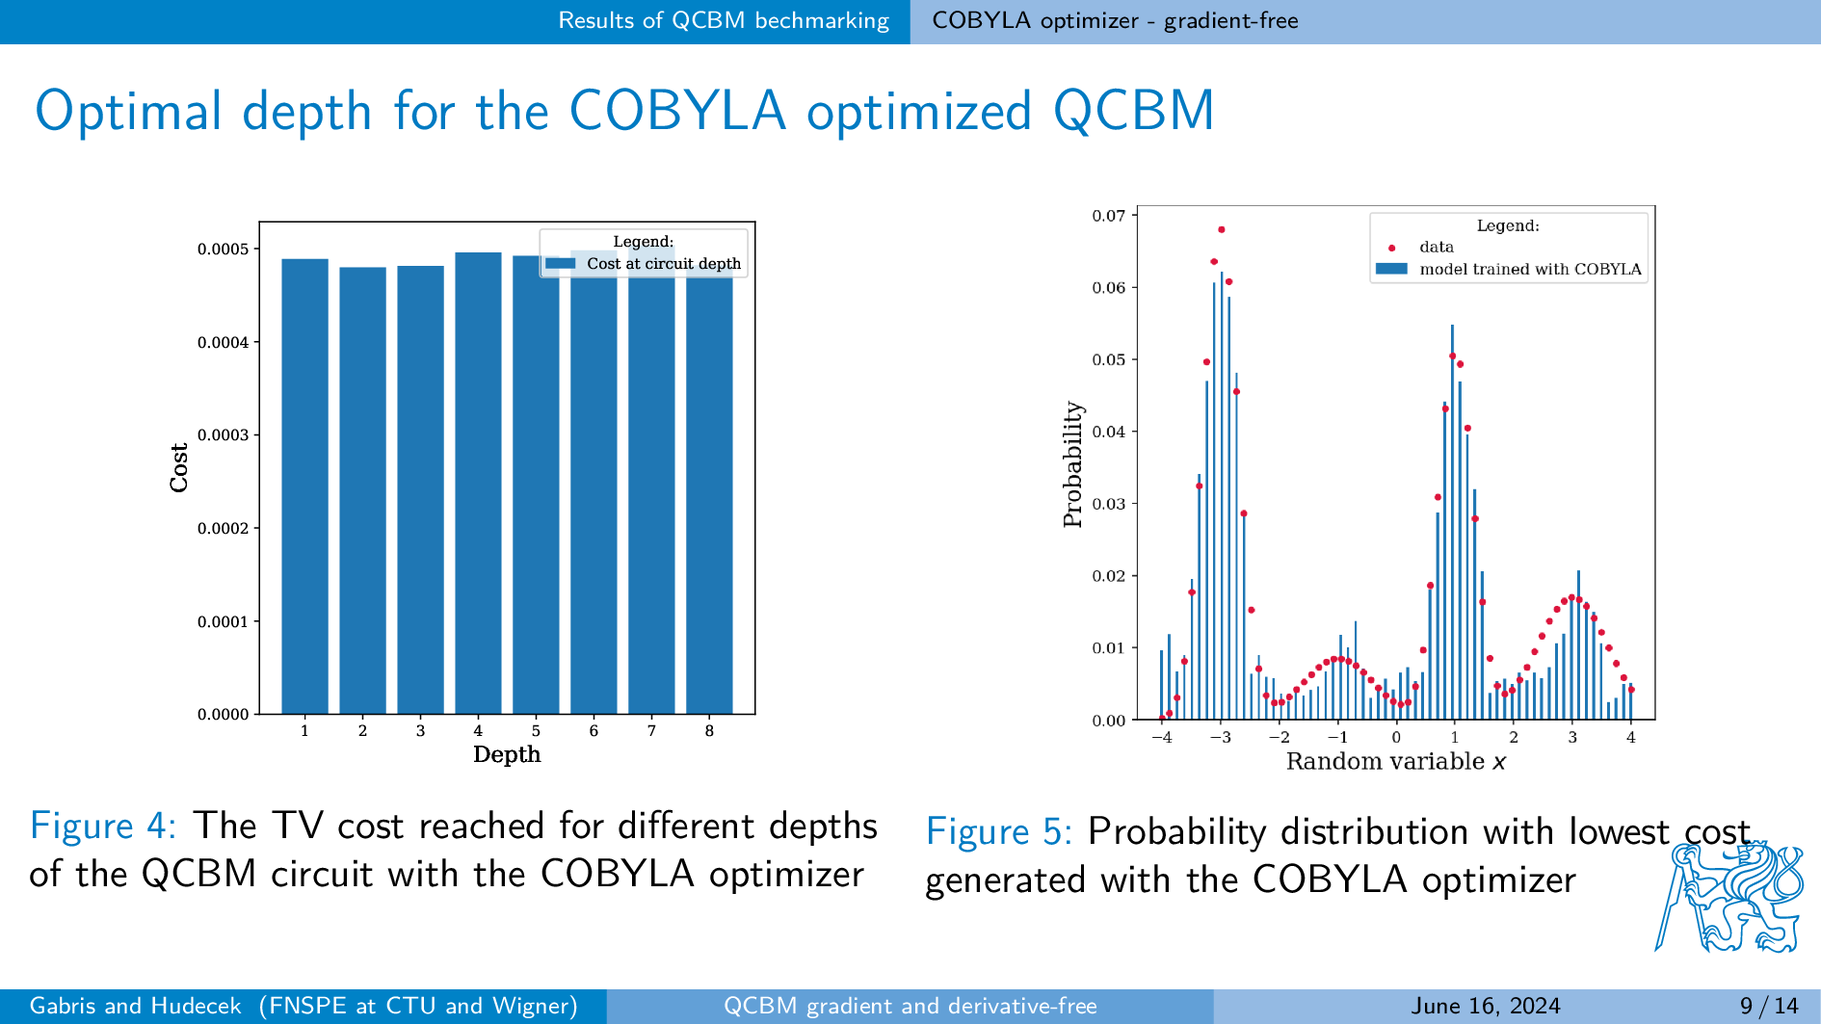 Results of QCBM bechmarking
COBYLA optimizer - gradient-free
Optimal depth for the COBYLA optimized QCBM
Legend:
Cost at circuit depth
0.0005
0.0004
0.0003
0.0002
0.0001
0.0000
Cost
1 2 3 4 5 6 7 8
Depth
Figure 4: The TV cost reached for different depths
of the QCBM circuit with the COBYLA optimizer
Legend:
data
model trained with COBYLA
0.07
0.06
0.05
0.04
0.03
0.02
0.01
0.00
Probability
−4 −3 −2 −1 0 1 2 3 4
Random variable x
Figure 5: Probability distribution with lowest cost
generated with the COBYLA optimizer
Gabris and Hudecek (FNSPE at CTU and Wigner)
QCBM gradient and derivative-free
June 16, 2024
9 / 14